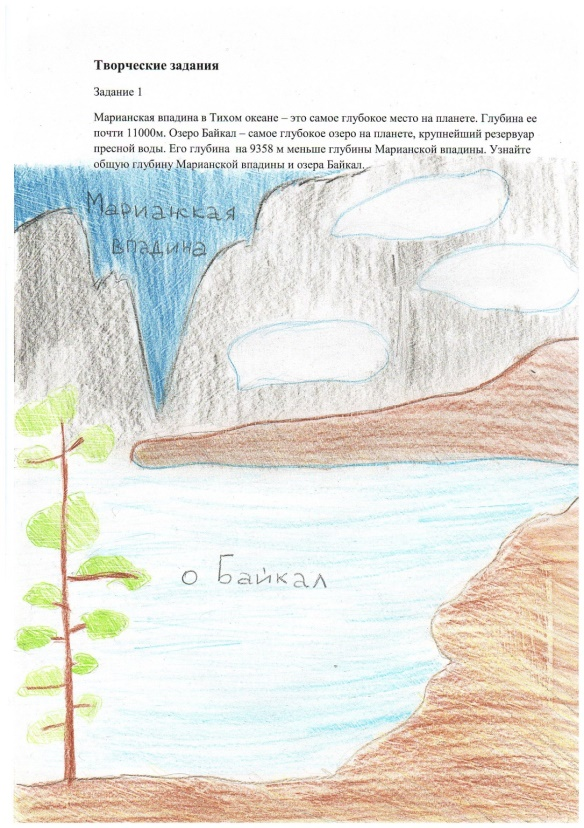 Творческие задания
Задание 1
Марианская впадина в Тихом океане – это самое глубокое место на планете. Глубина ее
почти 11000м. Озеро Байкал – самое глубокое озеро на планете, крупнейший резервуар
пресной воды. Его глубина  на 9358 м меньше глубины Марианской впадины. Узнайте
общую глубину Марианской впадины и озера Байкал.
Марианская
впадина
о Байкал